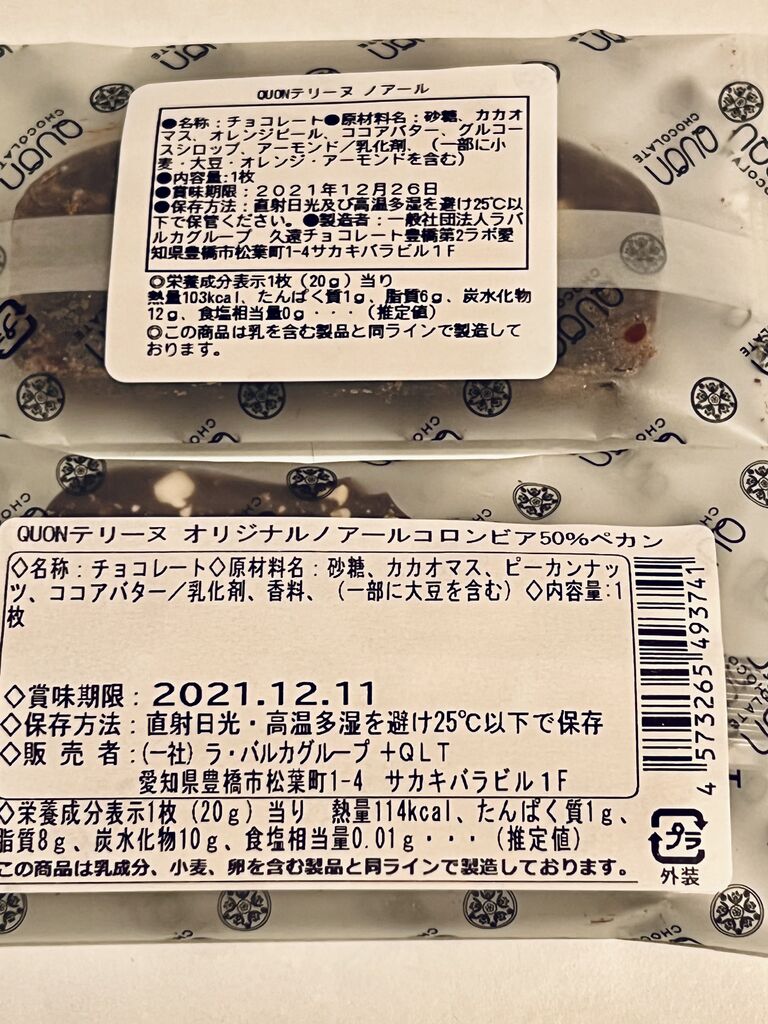 QUONテリーヌ ノアール
●名称：チョコレート●原材料名：砂糖、カカオ
マス、オレンジピール、ココアバター、グルコー
スシロップ、アーモンド／乳化剤、（一部に小
麦・大豆・オレンジ・アーモンドを含む）
●内容量:1枚
●賞味期限：２０２１年１２月２６日
●保存方法：直射日光及び高温多湿を避け25℃以
下で保管ください。●製造者：一般社団法人ラバ
ルカグループ　久遠チョコレート豊橋第2ラボ愛
知県豊橋市松葉町1-4サカキバラビル１Ｆ
◎栄養成分表示1枚（20ｇ）当り
熱量103kcal、たんぱく質1ｇ、脂質6ｇ、炭水化物
12ｇ、食塩相当量0ｇ・・・（推定値）
◎この商品は乳を含む製品と同ラインで製造して
おります。
QUON
CHOCOLATE
QUONテリーヌ オリジナルノアールコロンビア50%ペカン
◇名称：チョコレート◇原材料名：砂糖、カカオマス、ピーカンナッ
ツ、ココアバター／乳化剤、香料、（一部に大豆を含む）◇内容量:1
枚
◇賞味期限：2021.12.11
◇保存方法：直射日光・高温多湿を避け25℃以下で保存
◇販 売 者：(一社) ラ・バルカグループ ＋ＱＬＴ
愛知県豊橋市松葉町1-4 サカキバラビル１Ｆ
◇栄養成分表示1枚（20ｇ）当り 熱量114kcal、たんぱく質1ｇ、
脂質8ｇ、炭水化物10ｇ、食塩相当量0.01ｇ・・・（推定値）
この商品は乳成分、小麦、卵を含む製品と同ラインで製造しております。
4 573265 493741
プラ
外装